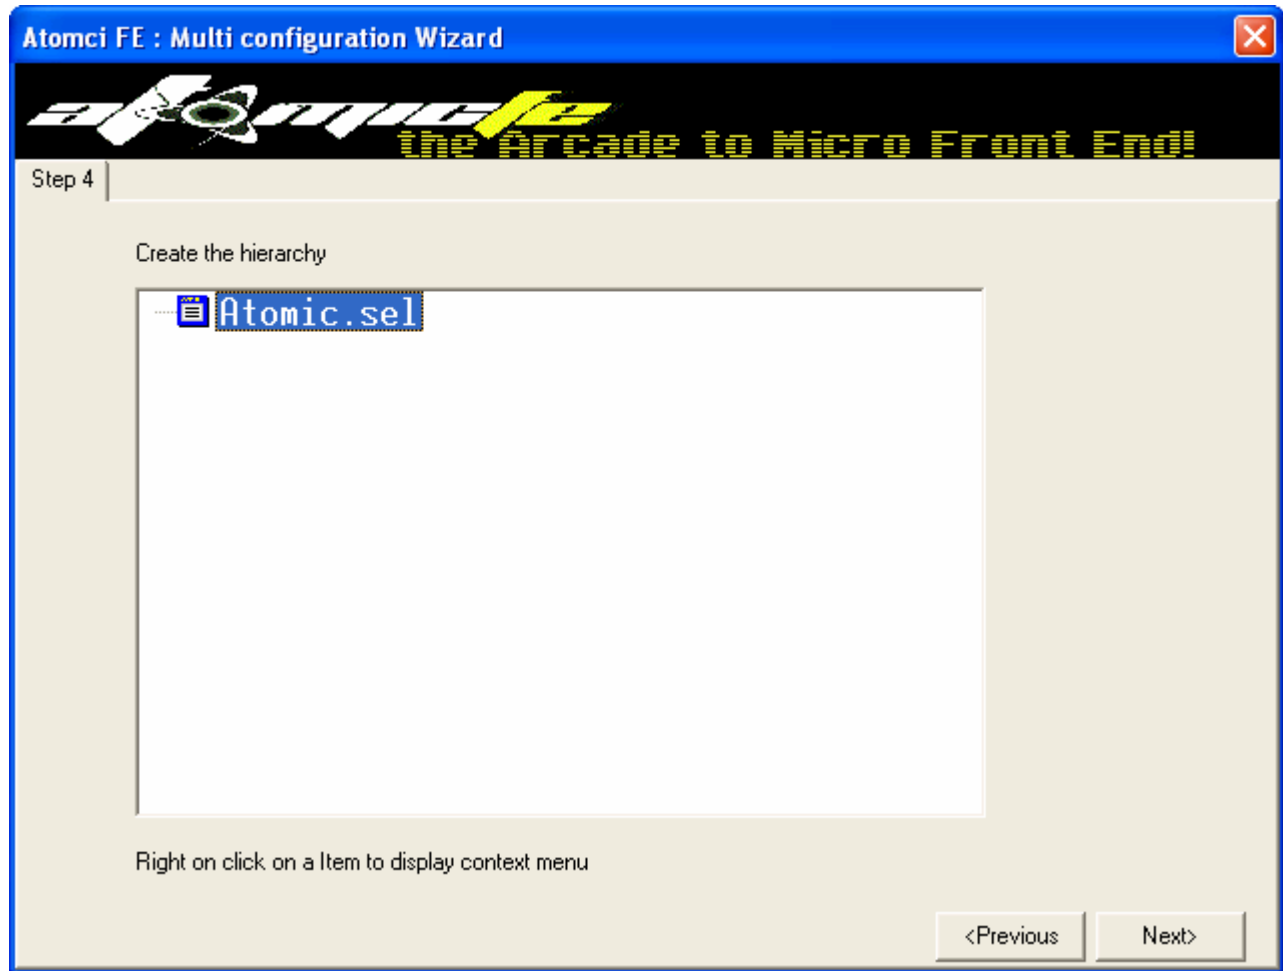 Atomci FE : Multi configuration Wizard
atomicfe
the Arcade to Micro Front End!
Step 4
Create the hierarchy
Atomic.sel
Right on click on a Item to display context menu
<Previous
Next>